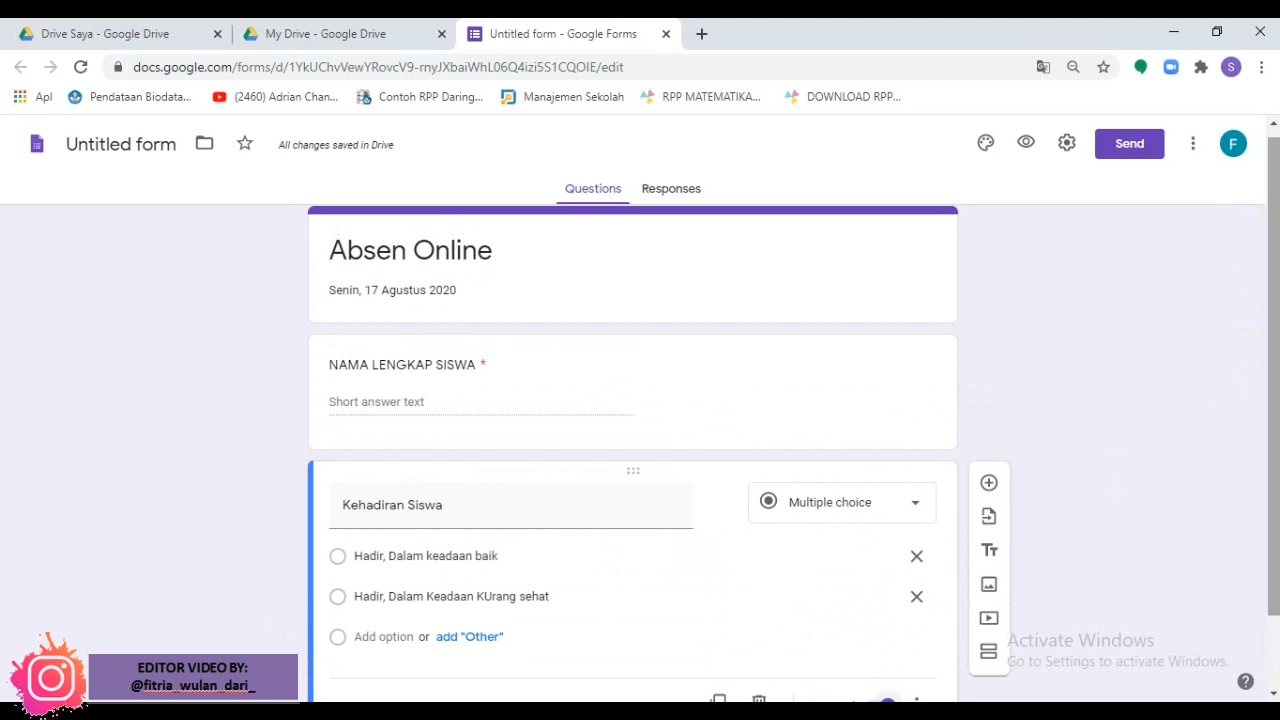 Drive Saya - Google Drive
My Drive - Google Drive
Untitled form - Google Forms
docs.google.com/forms/d/1YkUChvVewYRovcV9-rnyJXbaiWhL06Q4izi5S1CQOIE/edit
S
Apl
Pendataan Biodata...
(2460) Adrian Chan...
Contoh RPP Daring...
Manajemen Sekolah
RPP MATEMATIKA...
DOWNLOAD RPP...
Untitled form
All changes saved in Drive
Send
F
Questions
Responses
Absen Online
Senin, 17 Agustus 2020
NAMA LENGKAP SISWA *
Short answer text
Kehadiran Siswa
Multiple choice
Hadir, Dalam keadaan baik
Hadir, Dalam Keadaan KUrang sehat
Add option or add "Other"
Tт
Activate Windows
Go to Settings to activate Windows.
EDITOR VIDEO BY:
@fitria_wulan_dari_